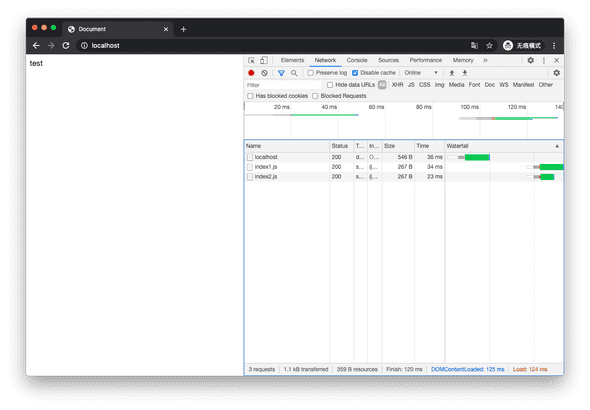 Document
localhost
无痕模式
test
Elements Network Console Sources Performance Memory
Preserve log Disable cache Online
Filter Hide data URLs All XHR JS CSS Img Media Font Doc WS Manifest Other
Has blocked cookies Blocked Requests
20 ms 40 ms 60 ms 80 ms 100 ms 120 ms 140
Name Status T... In... Size Time Waterfall
localhost 200 d... O... 546 B 36 ms
index1.js 200 s... (i... 267 B 34 ms
index2.js 200 s... (i... 267 B 23 ms
3 requests 1.1 kB transferred 359 B resources Finish: 120 ms DOMContentLoaded: 125 ms Load: 124 ms